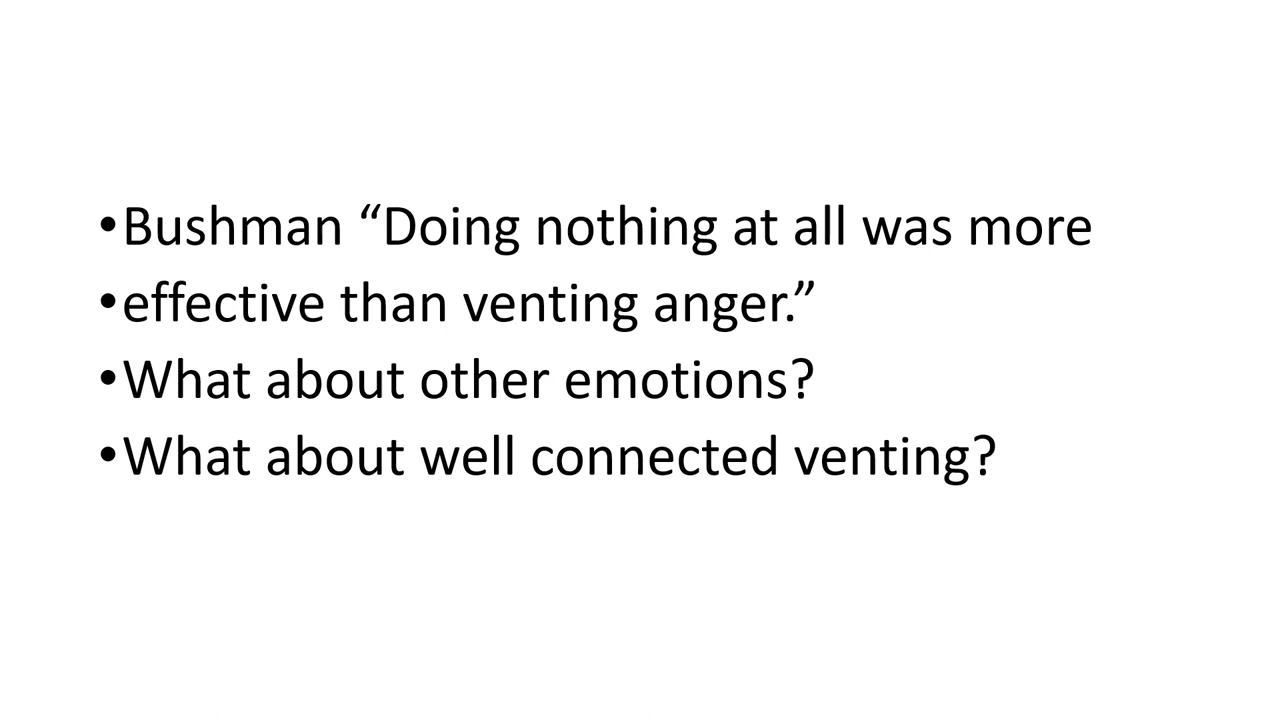 •Bushman “Doing nothing at all was more
•effective than venting anger.”
•What about other emotions?
•What about well connected venting?